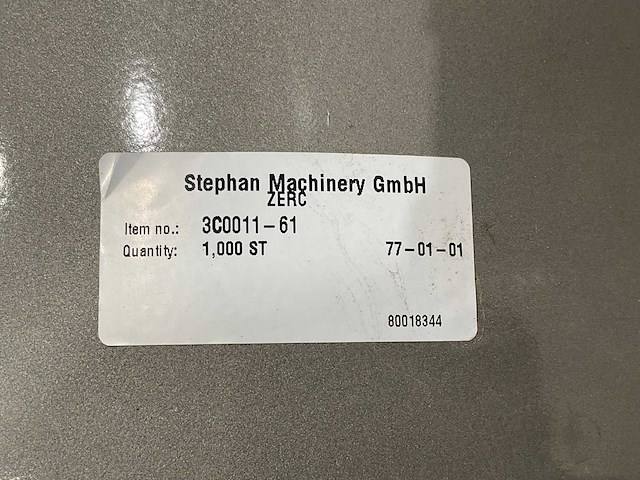 Stephan Machinery GmbH
ZERC
Item no.: 3C0011-61
Quantity: 1,000 ST 77-01-01
80018344